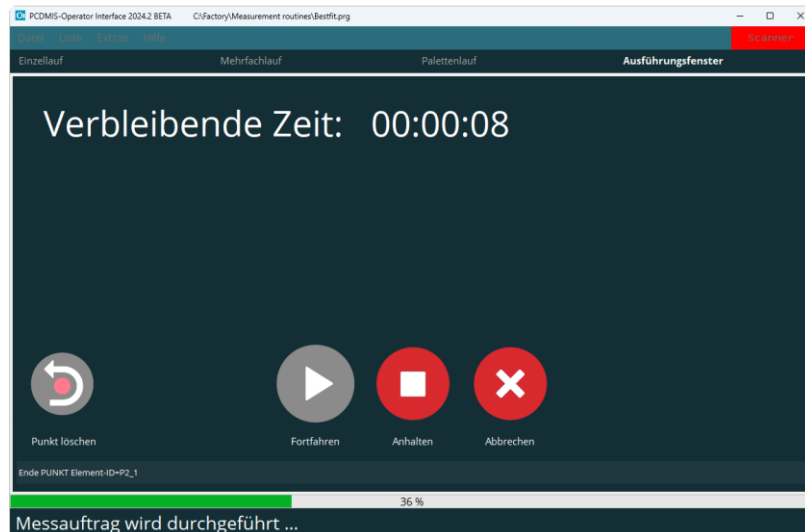 PCDMIS-Operator Interface 2024.2 BETA C:\Factory\Measurement routines\Bestfit.prg
Datei Liste Extras Hilfe Scanner
Einzellauf Mehrfachlauf Palettenlauf Ausführungsfenster
Verbleibende Zeit: 00:00:08
Punkt löschen Fortfahren Anhalten Abbrechen
Ende PUNKT Element-ID=P2_1
36 %
Messauftrag wird durchgeführt ...